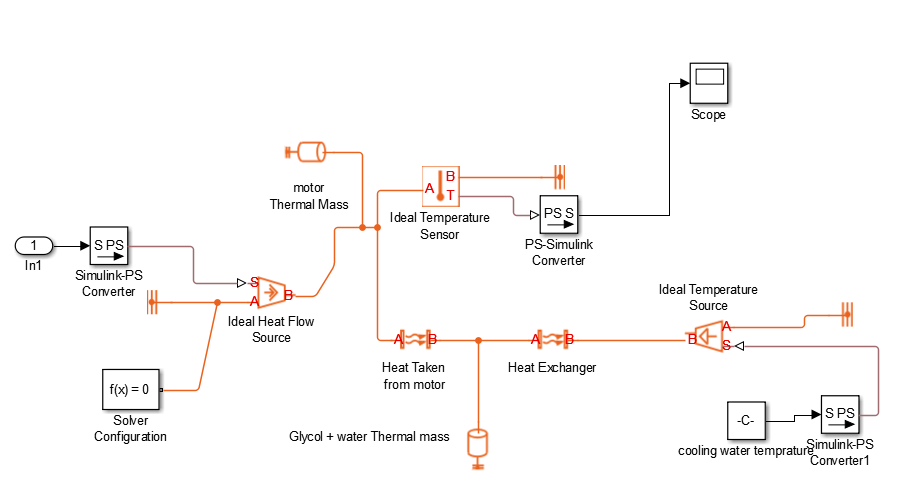 Scope
motor
Thermal Mass
A
B
T
Ideal Temperature
Sensor
PS S
PS-Simulink
Converter
1
In1
S PS
Simulink-PS
Converter
S
A
B
Ideal Heat Flow
Source
Ideal Temperature
Source
B
A
S
A
B
Heat Taken
from motor
A
B
Heat Exchanger
f(x) = 0
Solver
Configuration
Glycol + water Thermal mass
-C-
cooling water temprature
S PS
Simulink-PS
Converter1